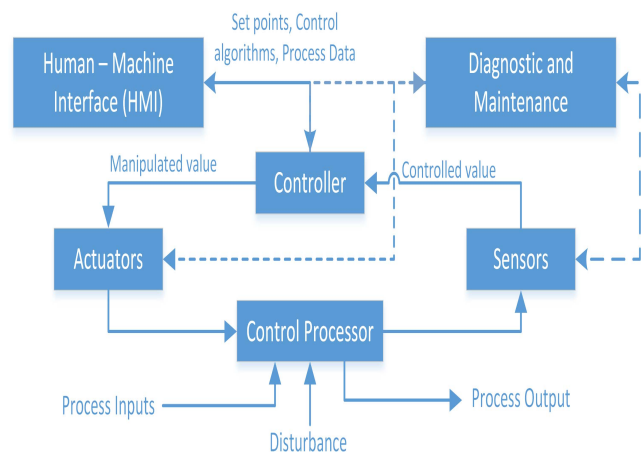 Set points, Control
algorithms, Process Data
Human – Machine
Interface (HMI)
Diagnostic and
Maintenance
Manipulated value
Controller
Controlled value
Actuators
Sensors
Control Processor
Process Inputs
Process Output
Disturbance